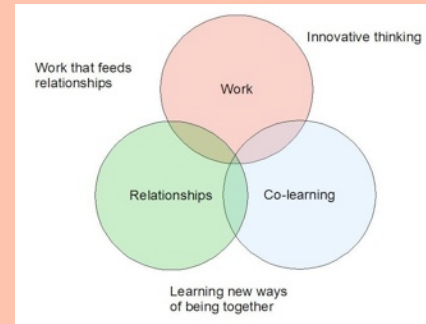 Innovative thinking
Work that feeds
relationships
Work
Relationships
Co-learning
Learning new ways
of being together